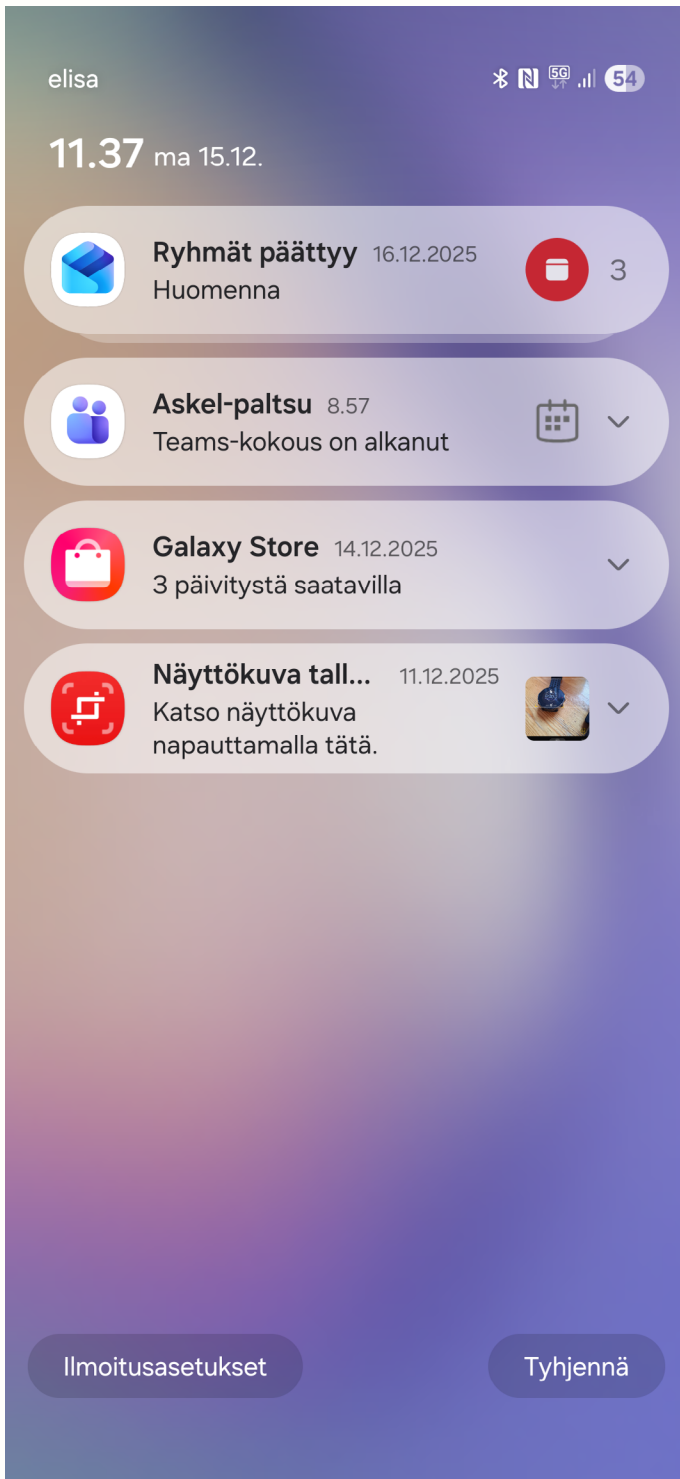 elisa 5G 54
11.37 ma 15.12.
Ryhmät päättyy 16.12.2025
Huomenna
3
Askel-paltsu 8.57
Teams-kokous on alkanut
Galaxy Store 14.12.2025
3 päivitystä saatavilla
Näyttökuva tall... 11.12.2025
Katso näyttökuva
napauttamalla tätä.
Ilmoitusasetukset Tyhjennä